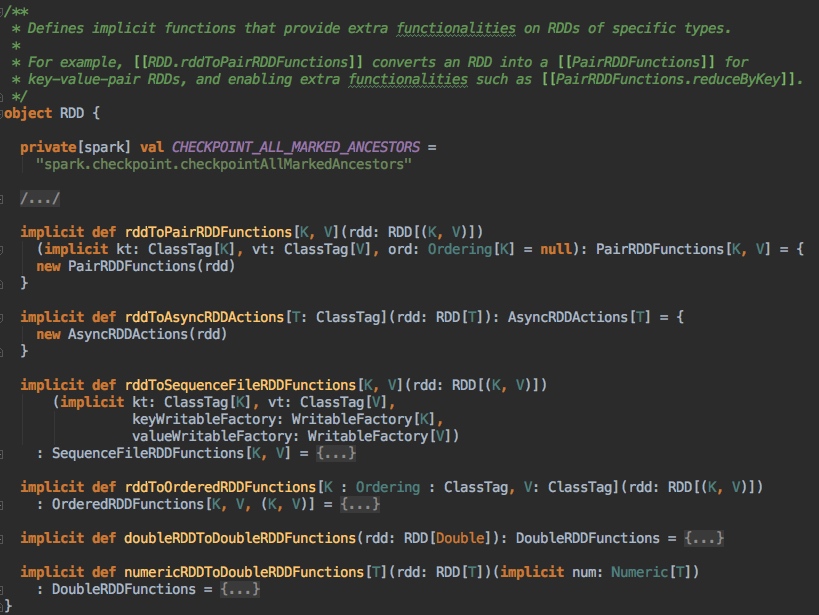 /**
 * Defines implicit functions that provide extra functionalities on RDDs of specific types.
 *
 * For example, [[RDD.rddToPairRDDFunctions]] converts an RDD into a [[PairRDDFunctions]] for
 * key-value-pair RDDs, and enabling extra functionalities such as [[PairRDDFunctions.reduceByKey]].
 */
object RDD {
  private[spark] val CHECKPOINT_ALL_MARKED_ANCESTORS =
    "spark.checkpoint.checkpointAllMarkedAncestors"
  /.../
  implicit def rddToPairRDDFunctions[K, V](rdd: RDD[(K, V)])
    (implicit kt: ClassTag[K], vt: ClassTag[V], ord: Ordering[K] = null): PairRDDFunctions[K, V] = {
    new PairRDDFunctions(rdd)
  }
  implicit def rddToAsyncRDDActions[T: ClassTag](rdd: RDD[T]): AsyncRDDActions[T] = {
    new AsyncRDDActions(rdd)
  }
  implicit def rddToSequenceFileRDDFunctions[K, V](rdd: RDD[(K, V)])
      (implicit kt: ClassTag[K], vt: ClassTag[V],
                keyWritableFactory: WritableFactory[K],
                valueWritableFactory: WritableFactory[V])
    : SequenceFileRDDFunctions[K, V] = {...}
  implicit def rddToOrderedRDDFunctions[K : Ordering : ClassTag, V: ClassTag](rdd: RDD[(K, V)])
    : OrderedRDDFunctions[K, V, (K, V)] = {...}
  implicit def doubleRDDToDoubleRDDFunctions(rdd: RDD[Double]): DoubleRDDFunctions = {...}
  implicit def numericRDDToDoubleRDDFunctions[T](rdd: RDD[T])(implicit num: Numeric[T])
    : DoubleRDDFunctions = {...}
}